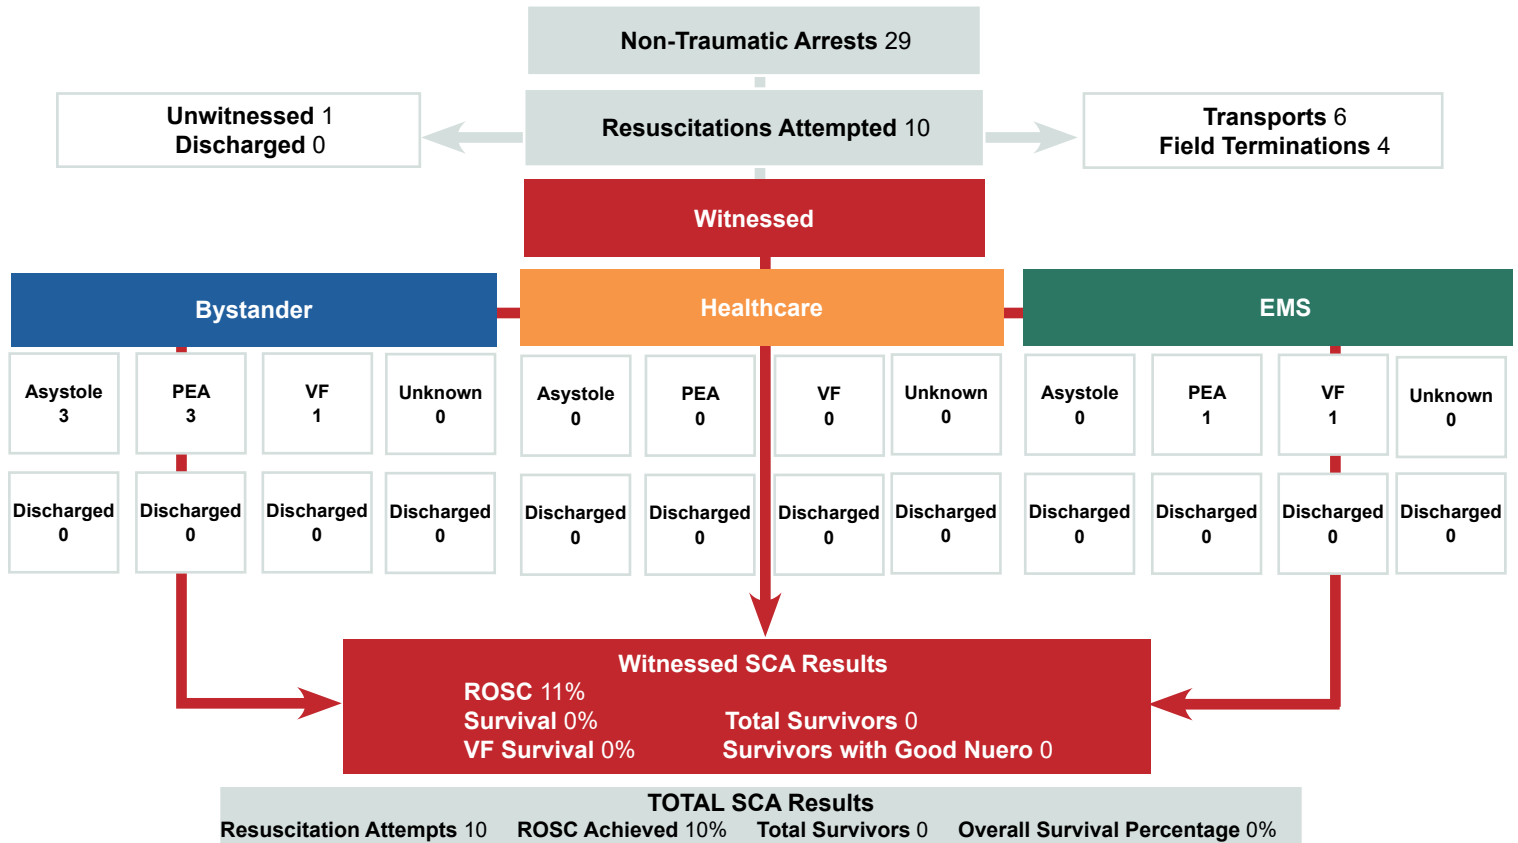 Non-Traumatic Arrests 29
Unwitnessed 1
Discharged 0
Resuscitations Attempted 10
Transports 6
Field Terminations 4
Witnessed
Bystander
Healthcare
EMS
Asystole
3
PEA
3
VF
1
Unknown
0
Asystole
0
PEA
0
VF
0
Unknown
0
Asystole
0
PEA
1
VF
1
Unknown
0
Discharged
0
Discharged
0
Discharged
0
Discharged
0
Discharged
0
Discharged
0
Discharged
0
Discharged
0
Discharged
0
Discharged
0
Discharged
0
Discharged
0
Witnessed SCA Results
ROSC 11%
Survival 0% Total Survivors 0
VF Survival 0% Survivors with Good Nuero 0
TOTAL SCA Results
Resuscitation Attempts 10 ROSC Achieved 10% Total Survivors 0 Overall Survival Percentage 0%